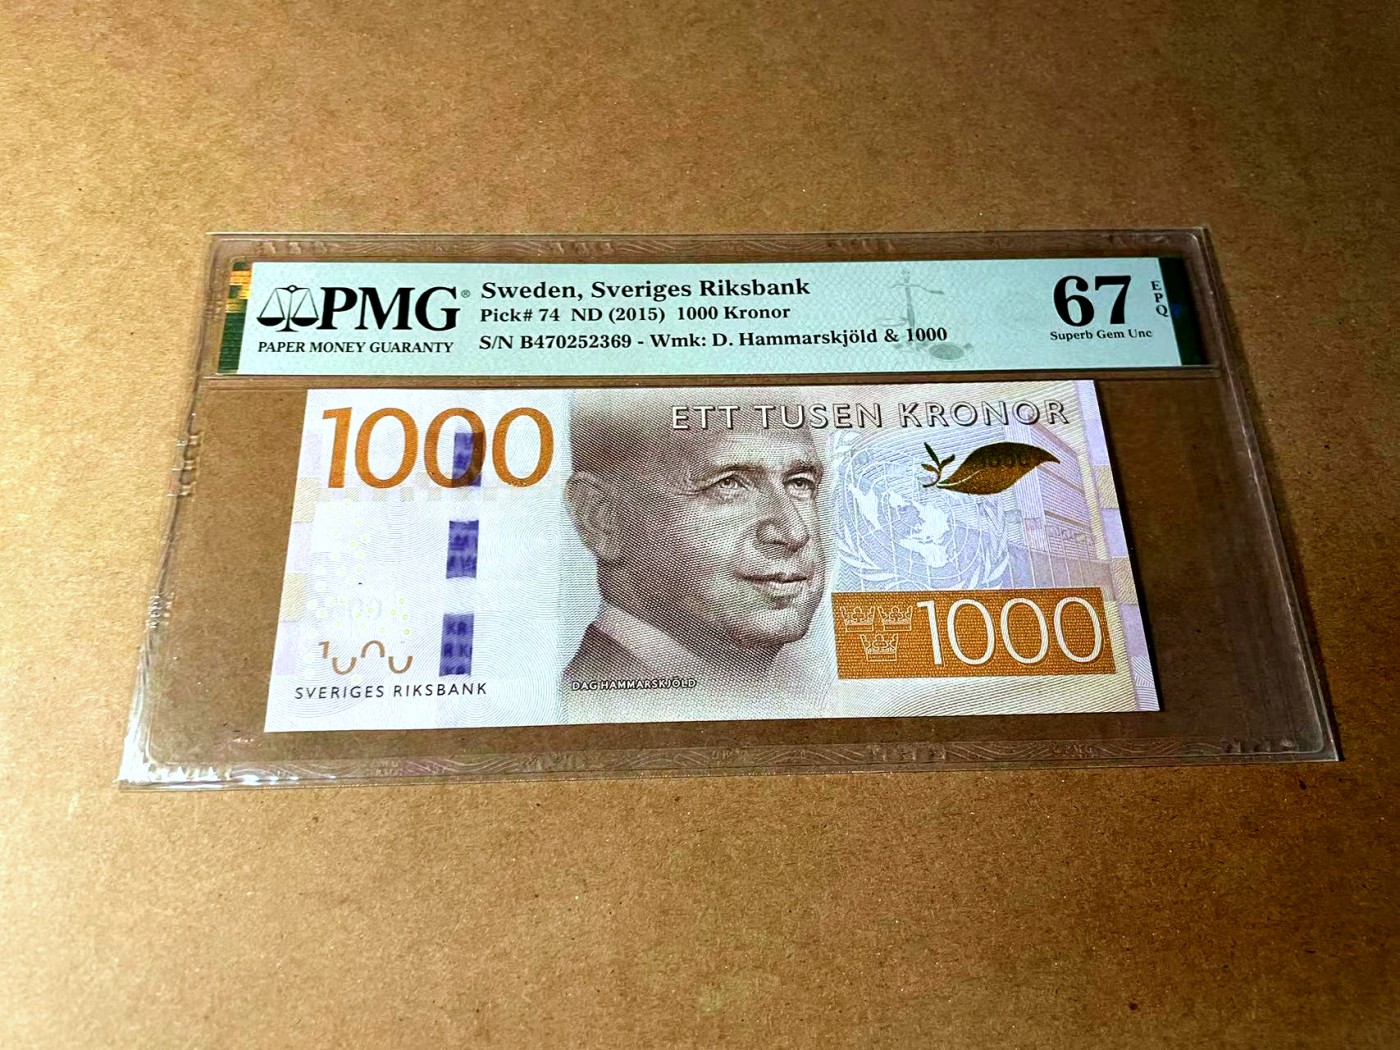 PMG®
PAPER MONEY GUARANTY
Sweden, Sveriges Riksbank
Pick# 74 ND (2015) 1000 Kronor
S/N B470252369 - Wmk: D. Hammarskjöld & 1000
67
EPQ
Superb Gem Unc
1000
ETT TUSEN KRONOR
1000
SVERIGES RIKSBANK
DAG HAMMARSKJÖLD